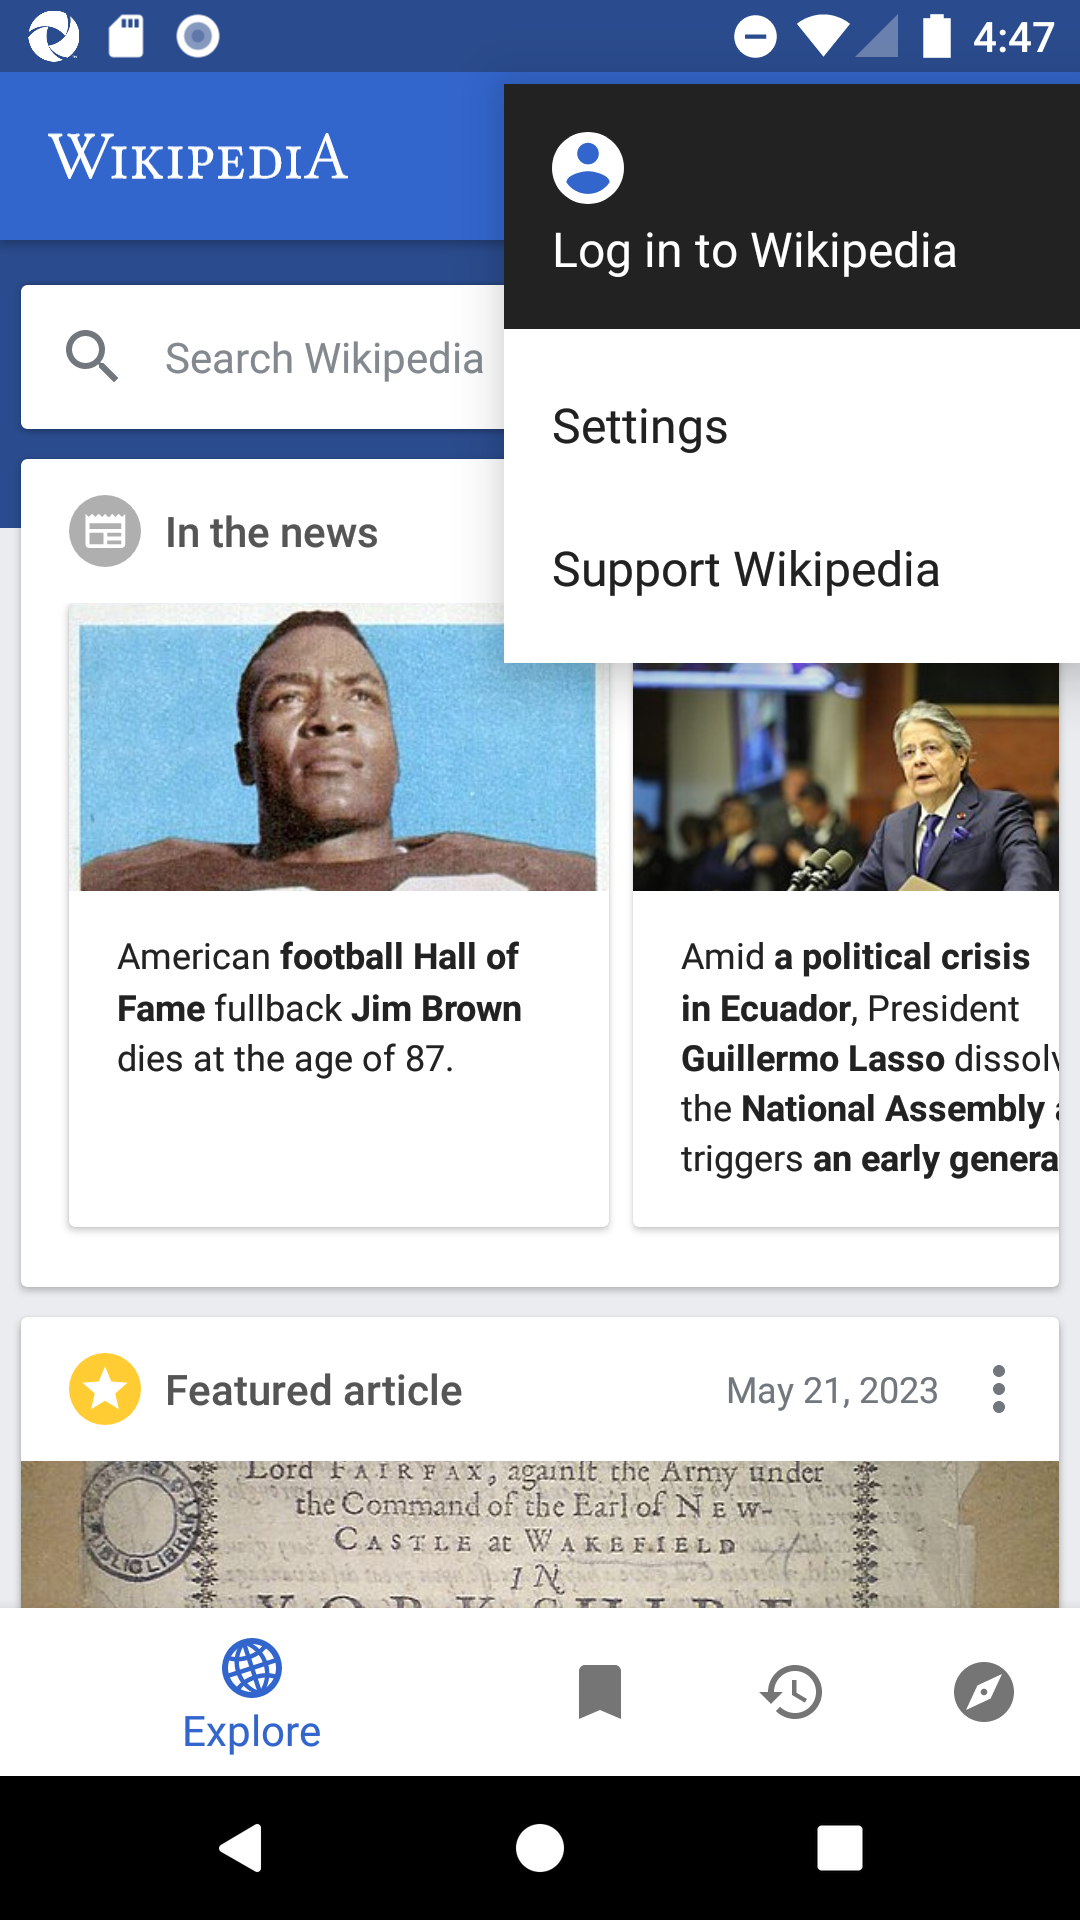 4:47
WIKIPEDIA
Log in to Wikipedia
Search Wikipedia
Settings
Support Wikipedia
In the news
American football Hall of
Fame fullback Jim Brown
dies at the age of 87.
Amid a political crisis
in Ecuador, President
Guillermo Lasso dissolv
the National Assembly a
triggers an early genera
Featured article
May 21, 2023
Lord FAIRFAX, against the Army under
the Command of the Earl of NEW-
CASTLE at WAKEFIELD
IN
YORKSHIRE
Explore